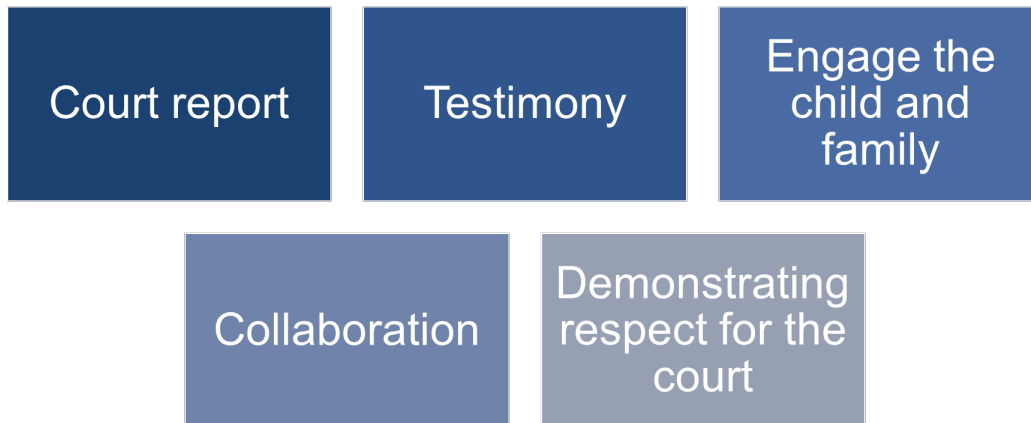 Court report
Testimony
Engage the
child and
family
Collaboration
Demonstrating
respect for the
court